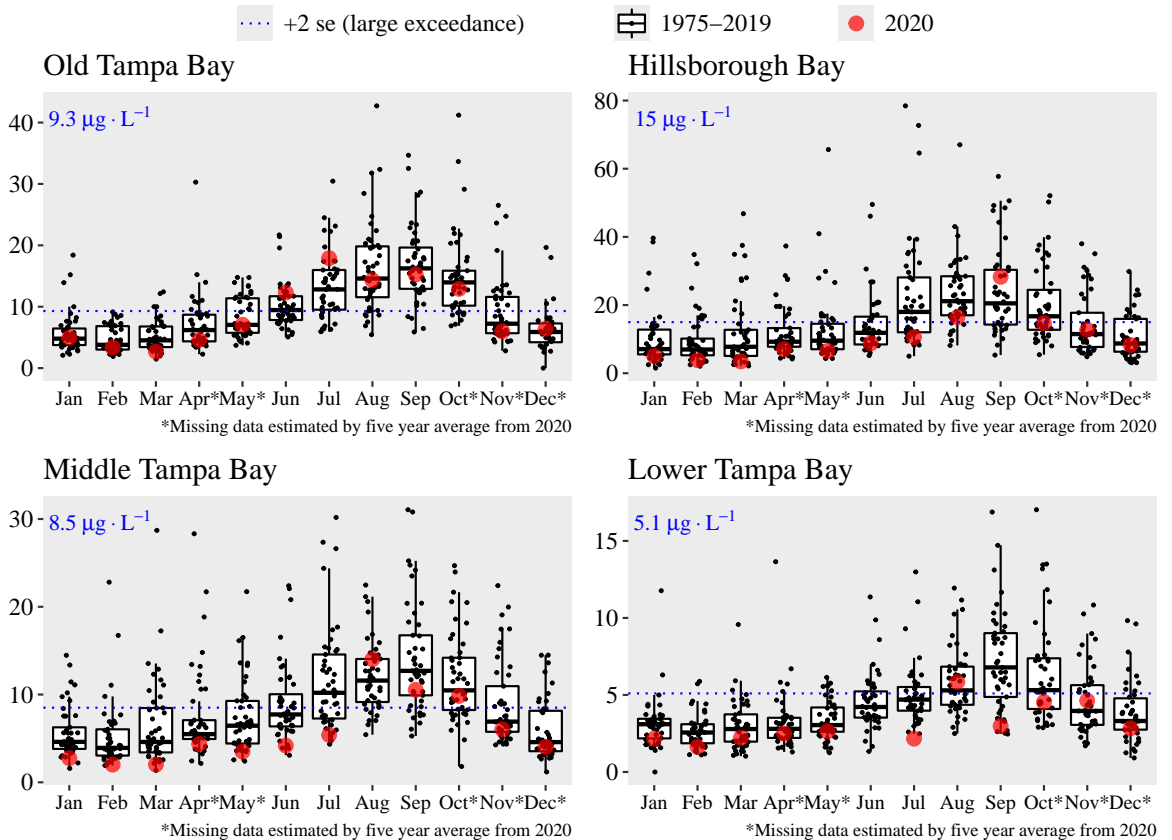 +2 se (large exceedance) 1975–2019 2020
Old Tampa Bay
9.3 μg · L⁻¹
40
30
20
10
0
Jan Feb Mar Apr* May* Jun Jul Aug Sep Oct* Nov* Dec*
*Missing data estimated by five year average from 2020
Hillsborough Bay
15 μg · L⁻¹
80
60
40
20
0
Jan Feb Mar Apr* May* Jun Jul Aug Sep Oct* Nov* Dec*
*Missing data estimated by five year average from 2020
Middle Tampa Bay
8.5 μg · L⁻¹
30
20
10
0
Jan Feb Mar Apr* May* Jun Jul Aug Sep Oct* Nov* Dec*
*Missing data estimated by five year average from 2020
Lower Tampa Bay
5.1 μg · L⁻¹
15
10
5
0
Jan Feb Mar Apr* May* Jun Jul Aug Sep Oct* Nov* Dec*
*Missing data estimated by five year average from 2020